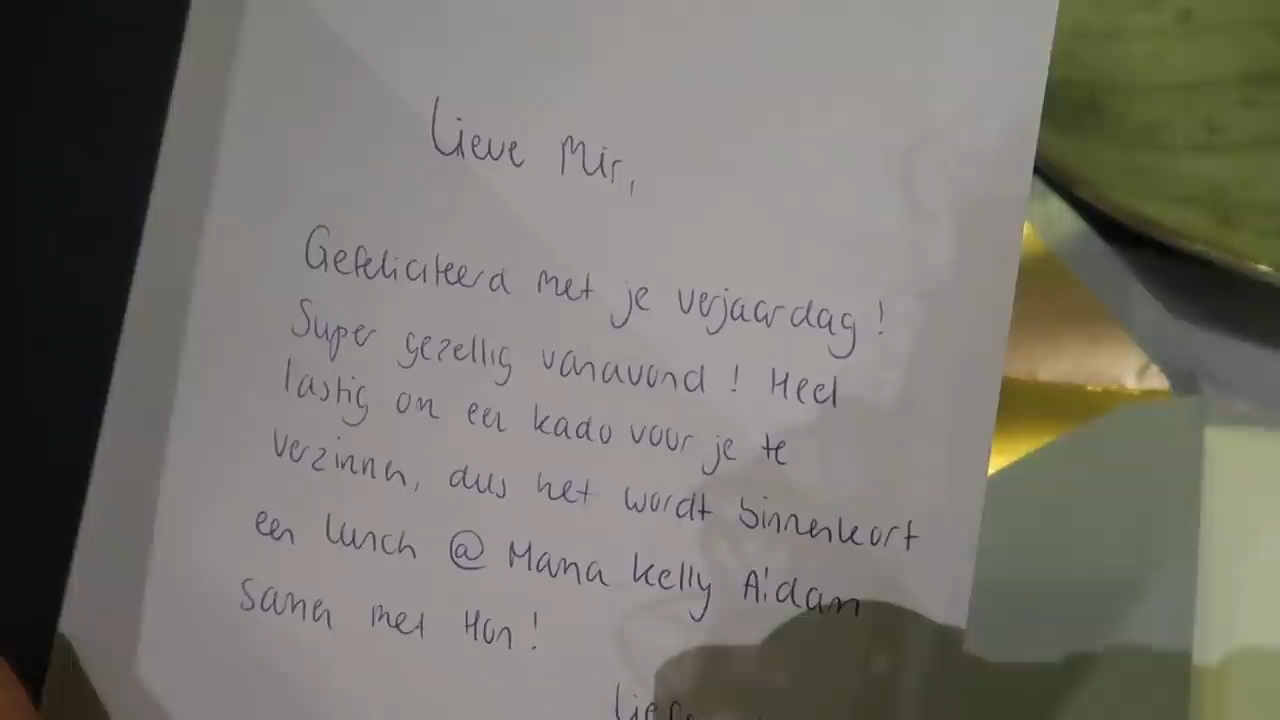 Lieve Mir,
Gefeliciteerd met je verjaardag!
Super gezellig vanavond! Heel
lastig om een kado voor je te
verzinnen, dus het wordt binnenkort
een lunch @ Mama Kelly A'dam
samen met Hon!